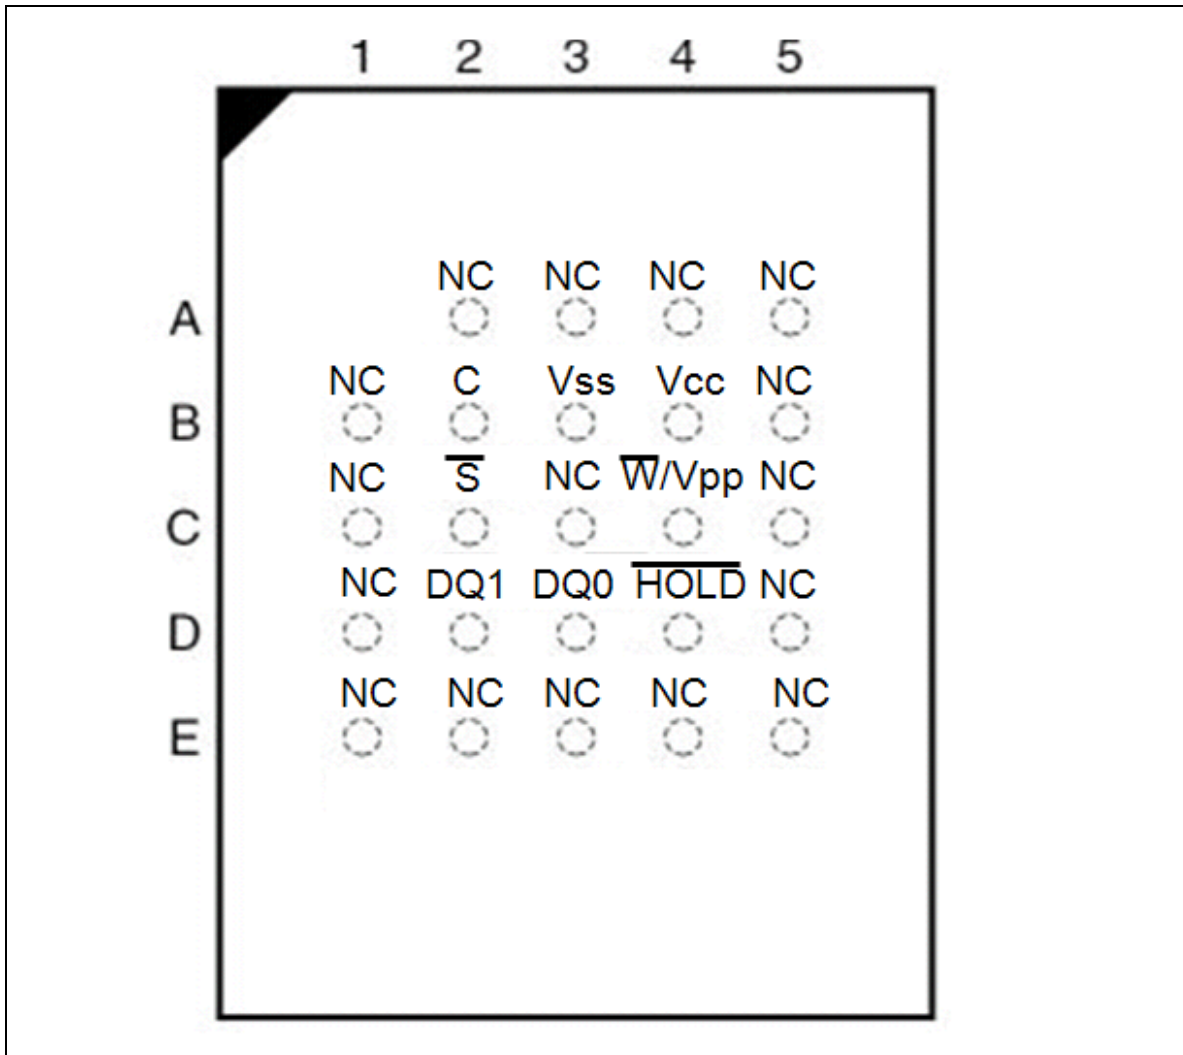 1 2 3 4 5
NC NC NC NC
A
NC C Vss Vcc NC
B
NC S̅ NC W̅/Vpp NC
C
NC DQ1 DQ0 H̅O̅L̅D̅ NC
D
NC NC NC NC NC
E